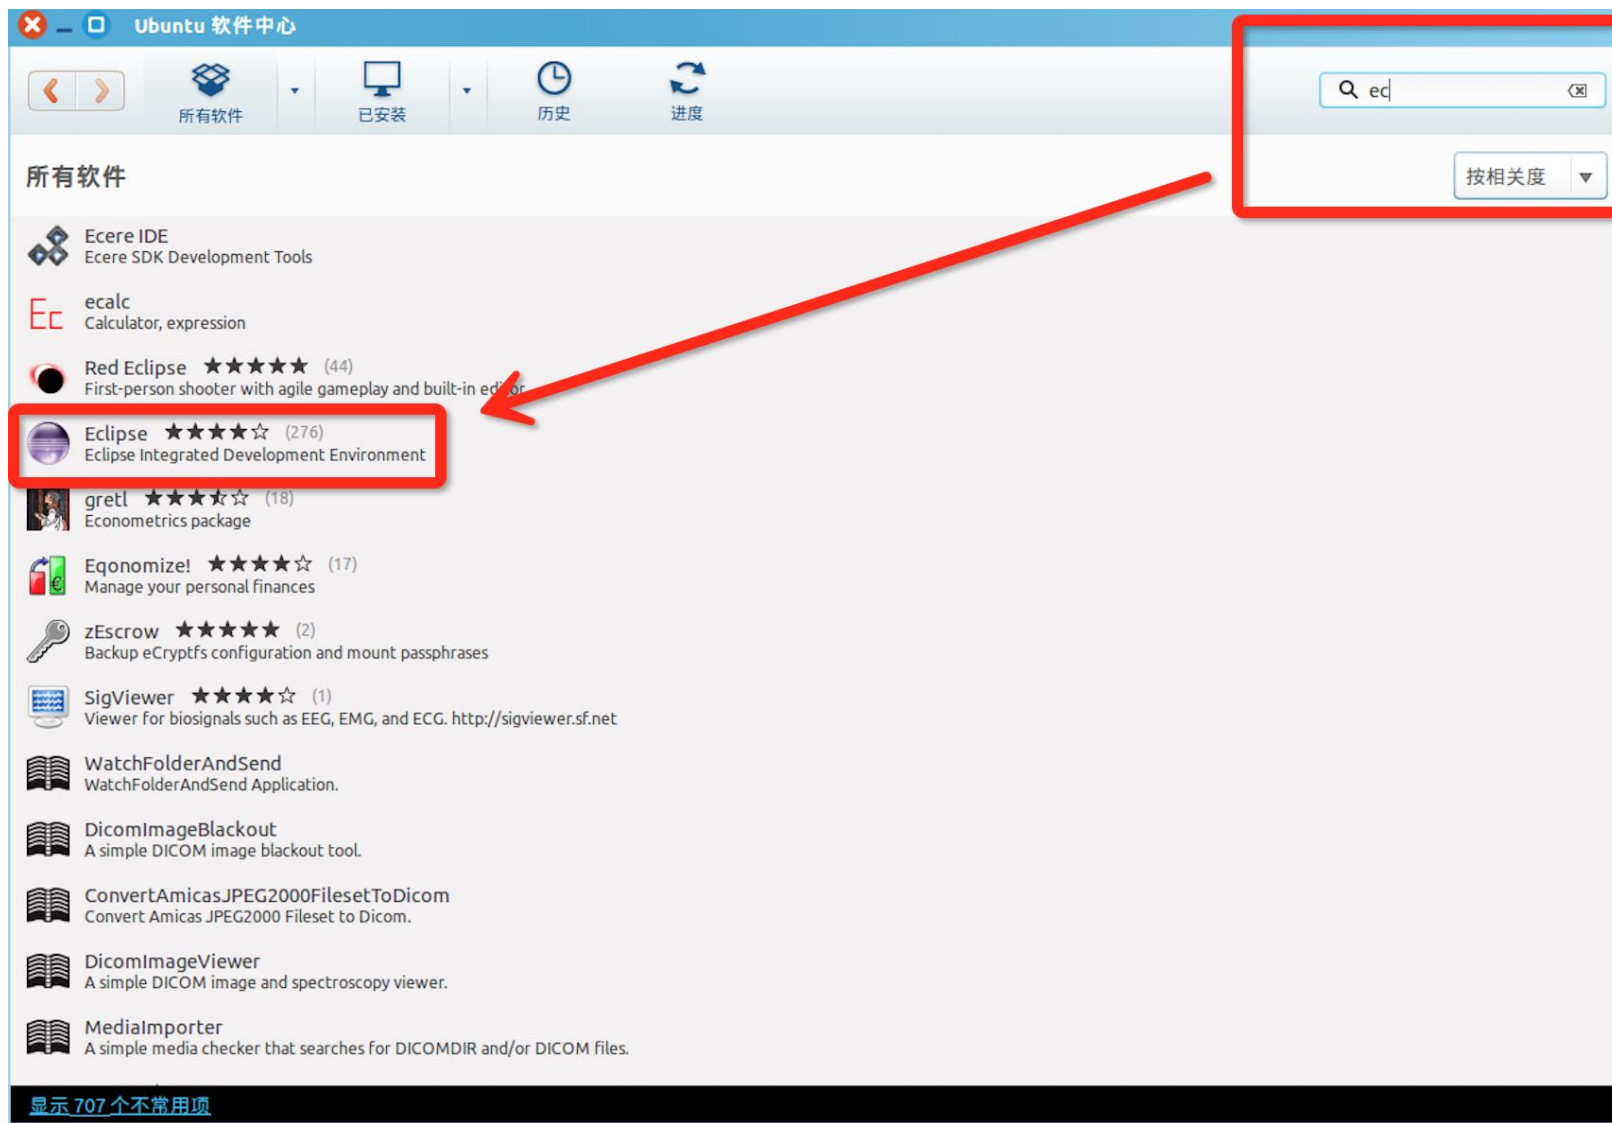 Ubuntu 软件中心
所有软件
已安装
历史
进度
ec
所有软件
按相关度
Ecere IDE
Ecere SDK Development Tools
Ec
ecalc
Calculator, expression
Red Eclipse (44)
First-person shooter with agile gameplay and built-in editor
Eclipse (276)
Eclipse Integrated Development Environment
gretl (18)
Econometrics package
Eqonomize! (17)
Manage your personal finances
zEscrow (2)
Backup eCryptfs configuration and mount passphrases
SigViewer (1)
Viewer for biosignals such as EEG, EMG, and ECG. http://sigviewer.sf.net
WatchFolderAndSend
WatchFolderAndSend Application.
DicomImageBlackout
A simple DICOM image blackout tool.
ConvertAmicasJPEG2000FilesetToDicom
Convert Amicas JPEG2000 Fileset to Dicom.
DicomImageViewer
A simple DICOM image and spectroscopy viewer.
MediaImporter
A simple media checker that searches for DICOMDIR and/or DICOM files.
显示 707 个不常用项